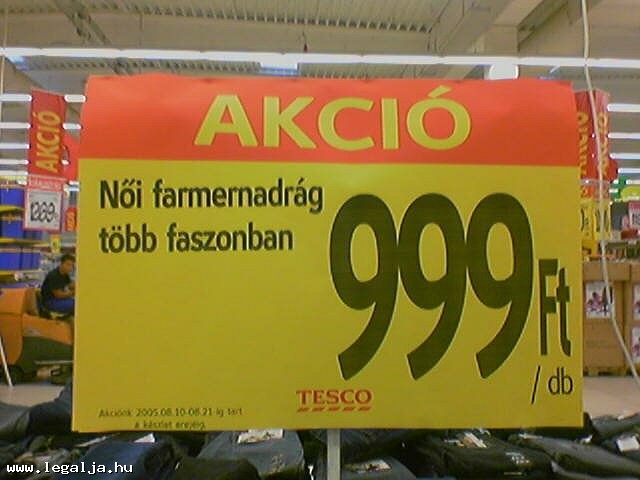 AKCIÓ
Női farmernadrág
több faszonban
999 Ft
/ db
TESCO
Akciónk 2005.08.10-08.21-ig tart
a készlet erejéig.
AKCIÓ
www.legalja.hu